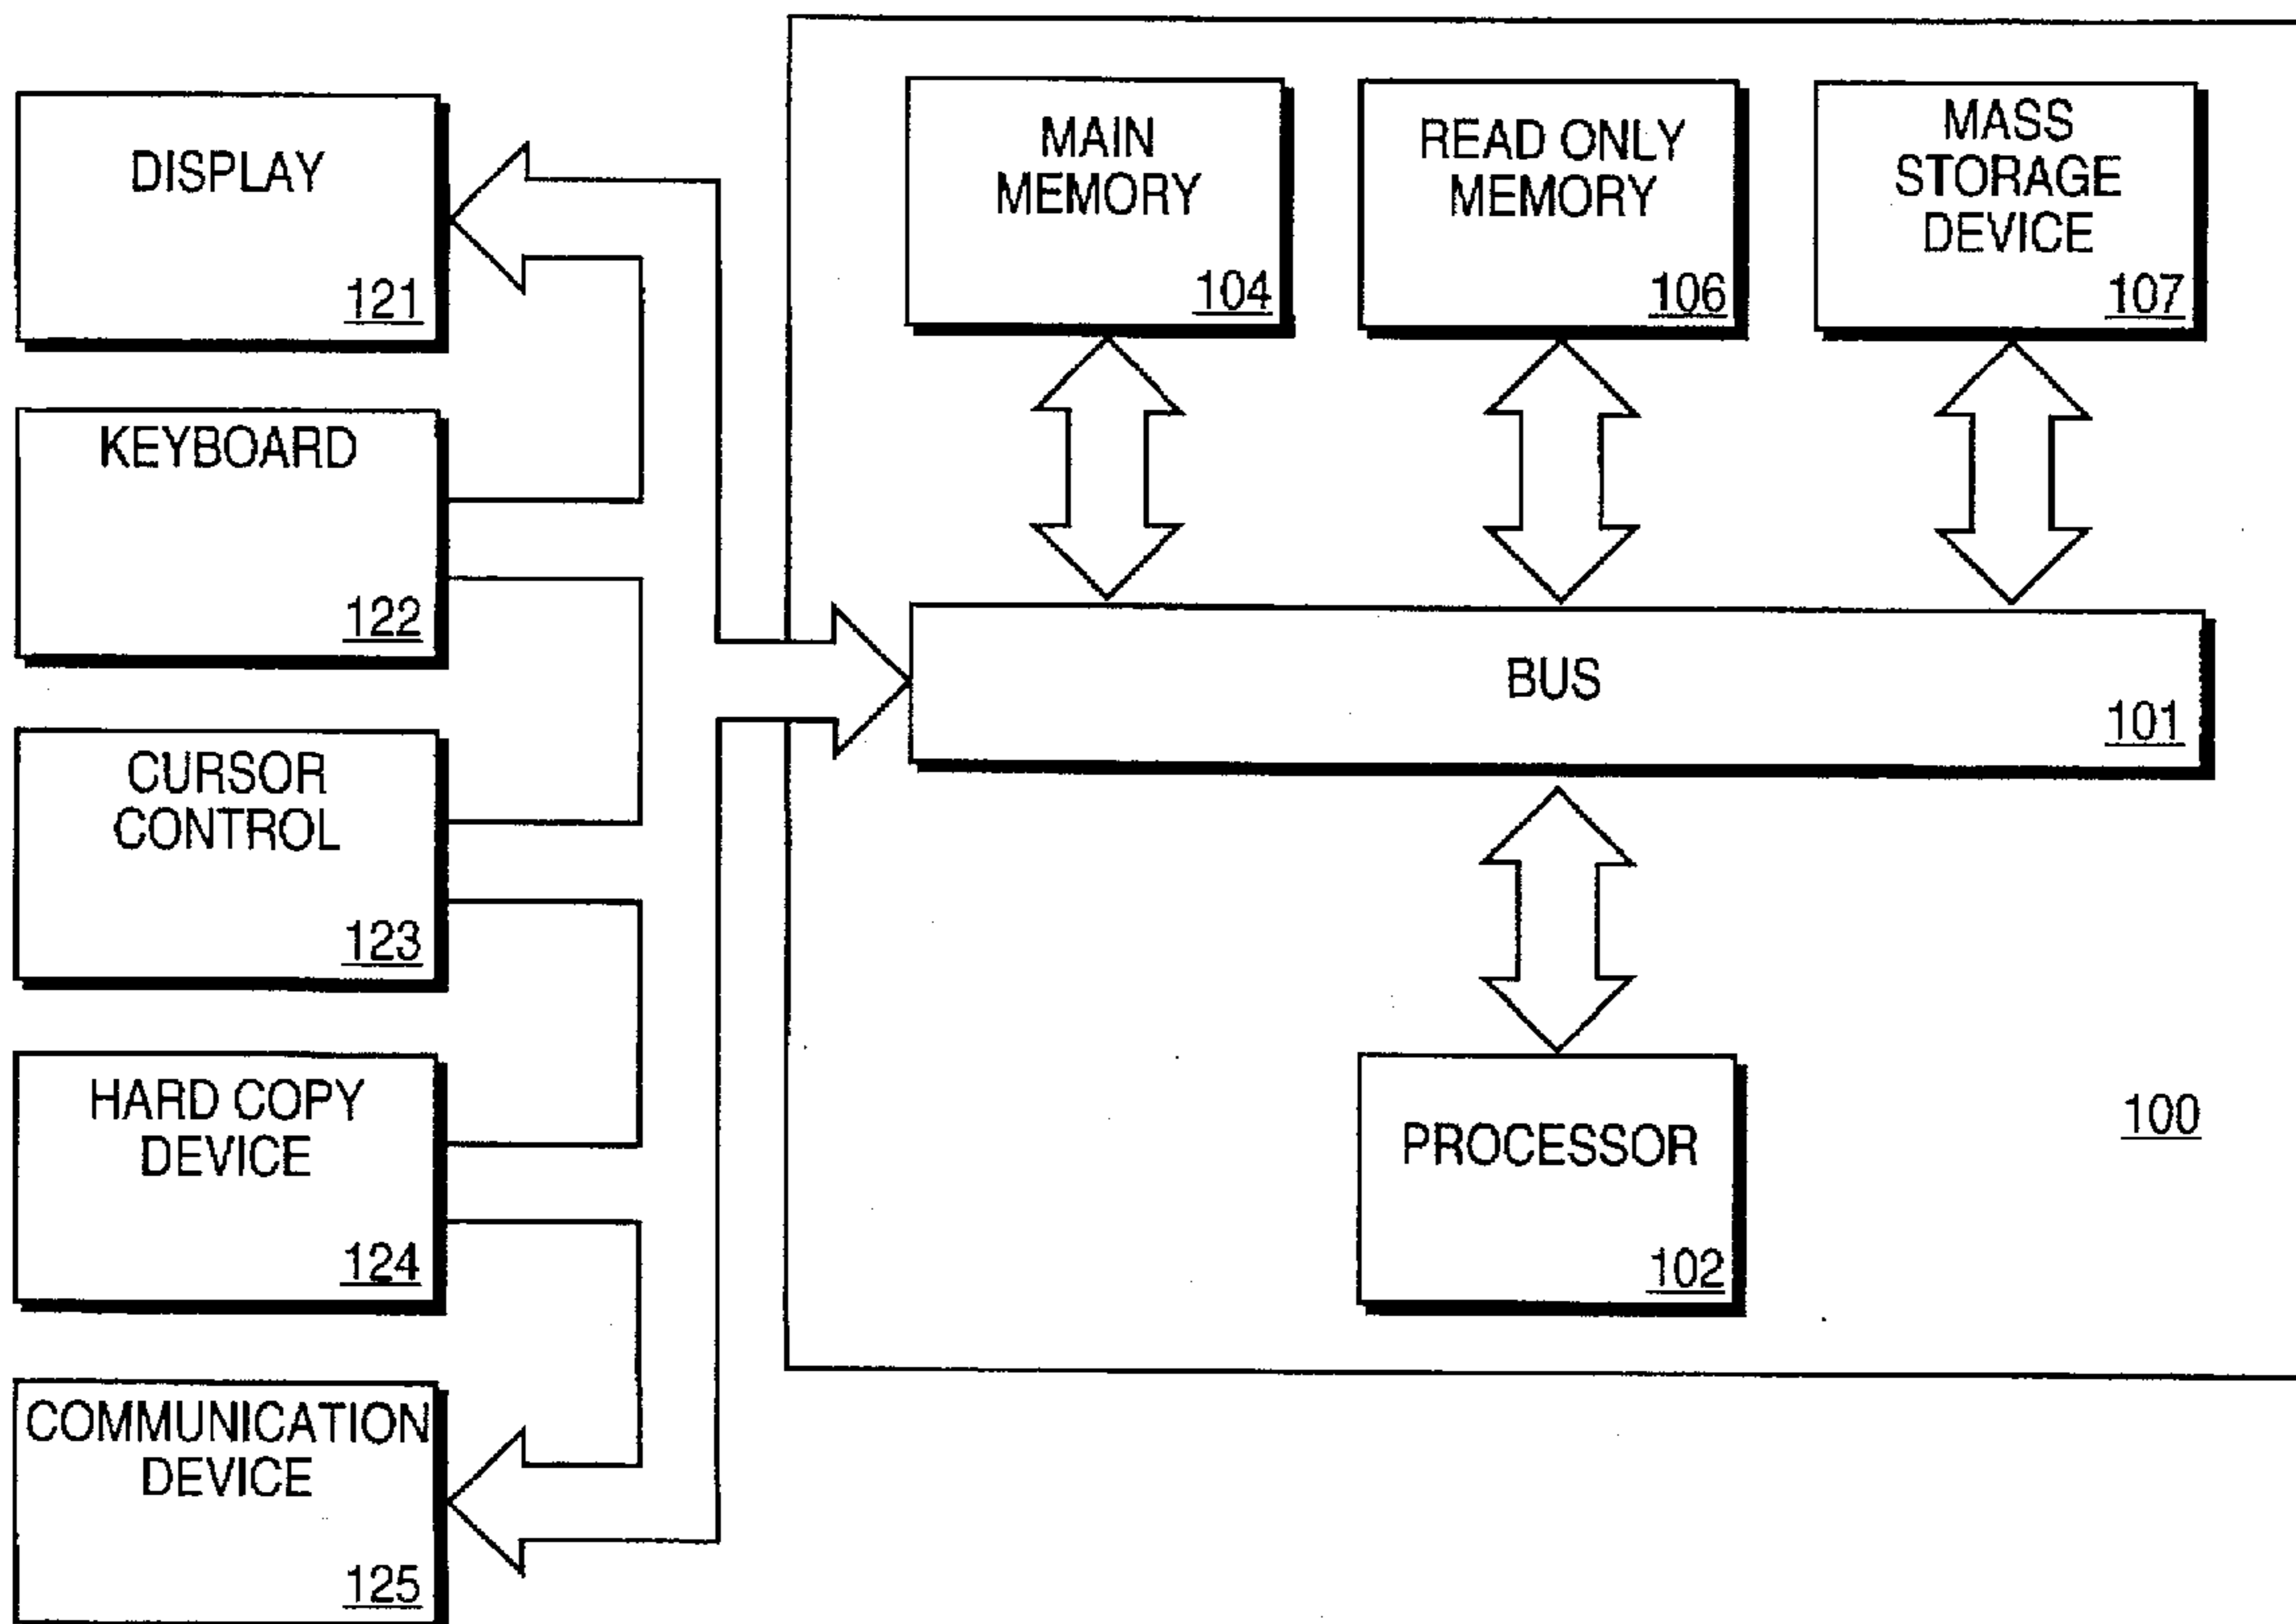 DISPLAY
121
KEYBOARD
122
CURSOR
CONTROL
123
HARD COPY
DEVICE
124
COMMUNICATION
DEVICE
125
MAIN
MEMORY
104
READ ONLY
MEMORY
106
MASS
STORAGE
DEVICE
107
BUS
101
PROCESSOR
102
100